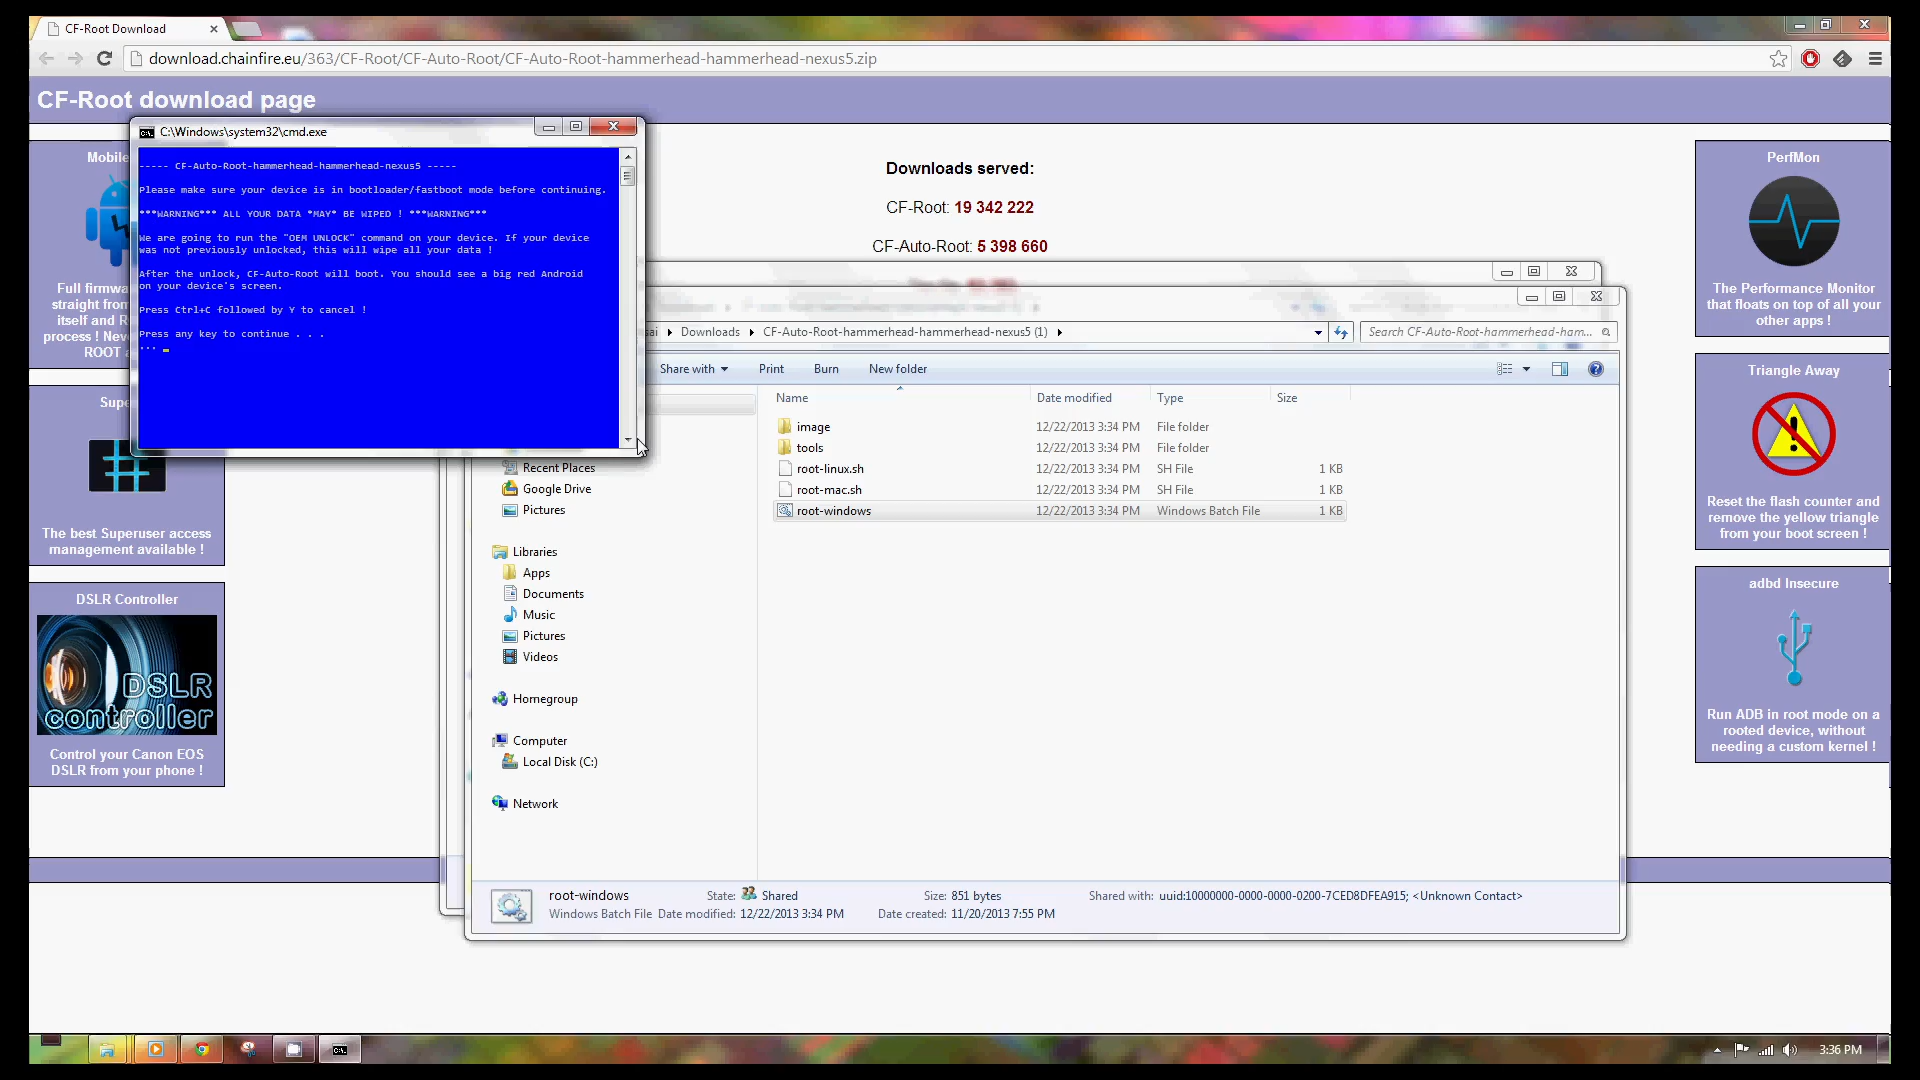 CF-Root Download
download.chainfire.eu/363/CF-Root/CF-Auto-Root/CF-Auto-Root-hammerhead-hammerhead-nexus5.zip
CF-Root download page
C:\Windows\system32\cmd.exe
----- CF-Auto-Root-hammerhead-hammerhead-nexus5 -----
Please make sure your device is in bootloader/fastboot mode before continuing.
***WARNING*** ALL YOUR DATA *MAY* BE WIPED ! ***WARNING***
We are going to run the "OEM UNLOCK" command on your device. If your device
was not previously unlocked, this will wipe all your data !
After the unlock, CF-Auto-Root will boot. You should see a big red Android
on your device's screen.
Press Ctrl+C followed by Y to cancel !
Press any key to continue . . .
...
Mobile
Full firmwa
straight from
itself and R
process ! Nev
ROOT
Supe
The best Superuser access
management available !
DSLR Controller
DSLR
controller
Control your Canon EOS
DSLR from your phone !
Downloads served:
CF-Root: 19 342 222
CF-Auto-Root: 5 398 660
PerfMon
The Performance Monitor
that floats on top of all your
other apps !
Triangle Away
Reset the flash counter and
remove the yellow triangle
from your boot screen !
adbd Insecure
Run ADB in root mode on a
rooted device, without
needing a custom kernel !
sai Downloads CF-Auto-Root-hammerhead-hammerhead-nexus5 (1)
Search CF-Auto-Root-hammerhead-ham...
Share with Print Burn New folder
Name Date modified Type Size
image 12/22/2013 3:34 PM File folder
tools 12/22/2013 3:34 PM File folder
root-linux.sh 12/22/2013 3:34 PM SH File 1 KB
root-mac.sh 12/22/2013 3:34 PM SH File 1 KB
root-windows 12/22/2013 3:34 PM Windows Batch File 1 KB
Recent Places
Google Drive
Pictures
Libraries
Apps
Documents
Music
Pictures
Videos
Homegroup
Computer
Local Disk (C:)
Network
root-windows State: Shared Size: 851 bytes Shared with: uuid:10000000-0000-0000-0200-7CED8DFEA915; <Unknown Contact>
Windows Batch File Date modified: 12/22/2013 3:34 PM Date created: 11/20/2013 7:55 PM
3:36 PM